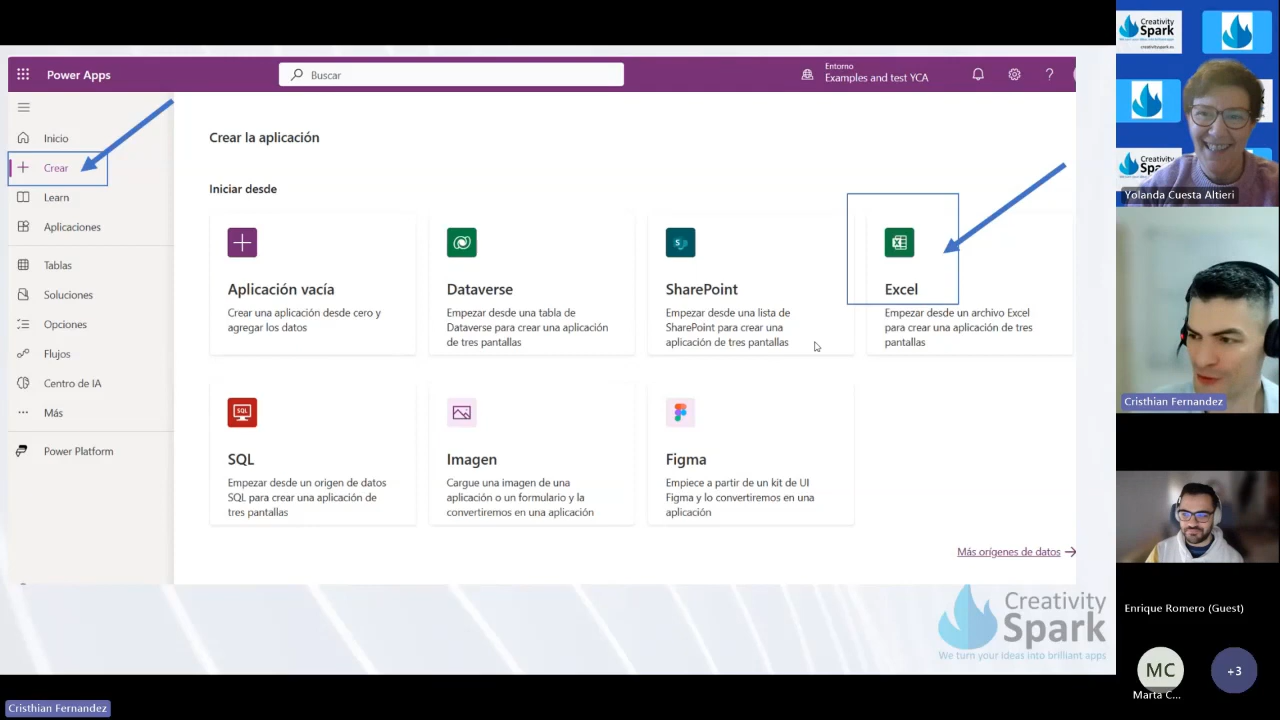 Power Apps
Buscar
Entorno
Examples and test YCA
?
Inicio
Crear
Learn
Aplicaciones
Tablas
Soluciones
Opciones
Flujos
Centro de IA
Más
Power Platform
Crear la aplicación
Iniciar desde
Aplicación vacía
Crear una aplicación desde cero y
agregar los datos
Dataverse
Empezar desde una tabla de
Dataverse para crear una aplicación
de tres pantallas
SharePoint
Empezar desde una lista de
SharePoint para crear una
aplicación de tres pantallas
Excel
Empezar desde un archivo Excel
para crear una aplicación de tres
pantallas
SQL
SQL
Empezar desde un origen de datos
SQL para crear una aplicación de
tres pantallas
Imagen
Cargue una imagen de una
aplicación o un formulario y la
convertiremos en una aplicación
Figma
Empiece a partir de un kit de UI
Figma y lo convertiremos en una
aplicación
Más orígenes de datos
Creativity
Spark
We turn your ideas into brilliant apps
Cristhian Fernandez
Creativity
Spark
Creativity
Spark
Yolanda Cuesta Altieri
Cristhian Fernandez
Enrique Romero (Guest)
MC
Marta C...
+3